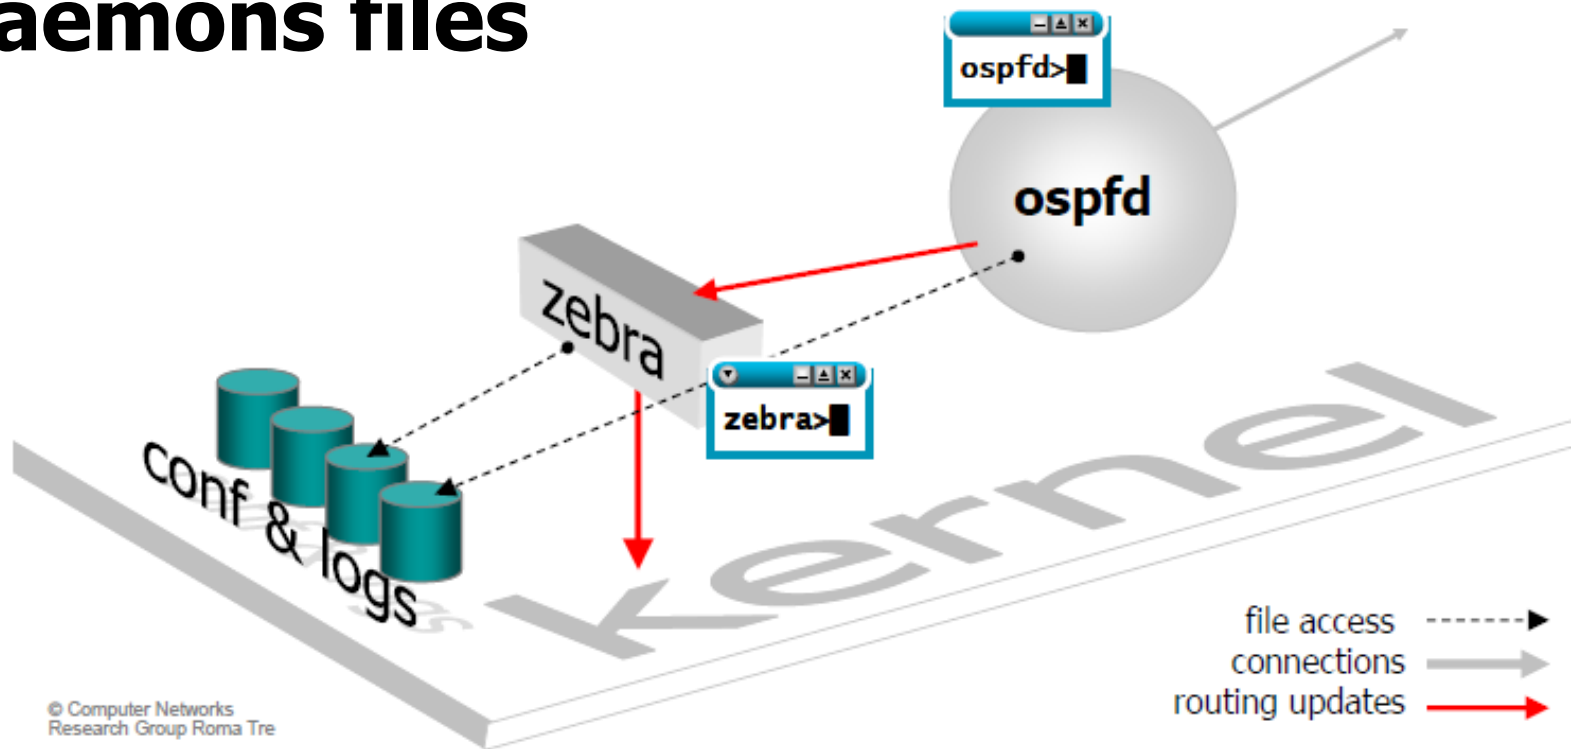 aemons files
ospfd>
ospfd
zebra
zebra>
conf & logs
kernel
file access
connections
routing updates
© Computer Networks
Research Group Roma Tre